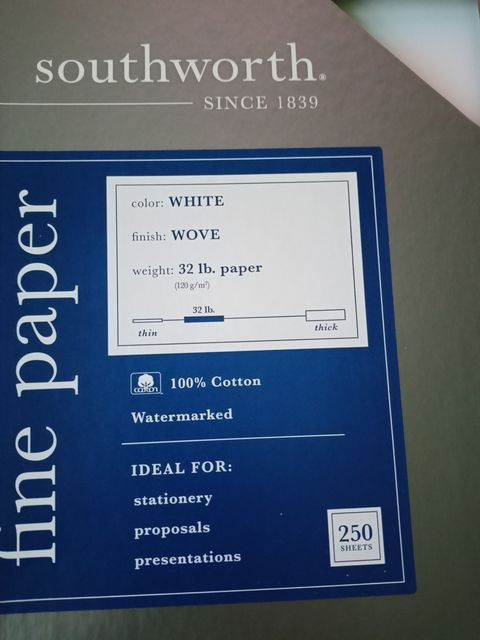 southworth®
SINCE 1839
fine paper
color: WHITE
finish: WOVE
weight: 32 lb. paper
(120 g/m²)
32 lb.
thin
thick
COTTON
100% Cotton
Watermarked
IDEAL FOR:
stationery
proposals
presentations
250
SHEETS